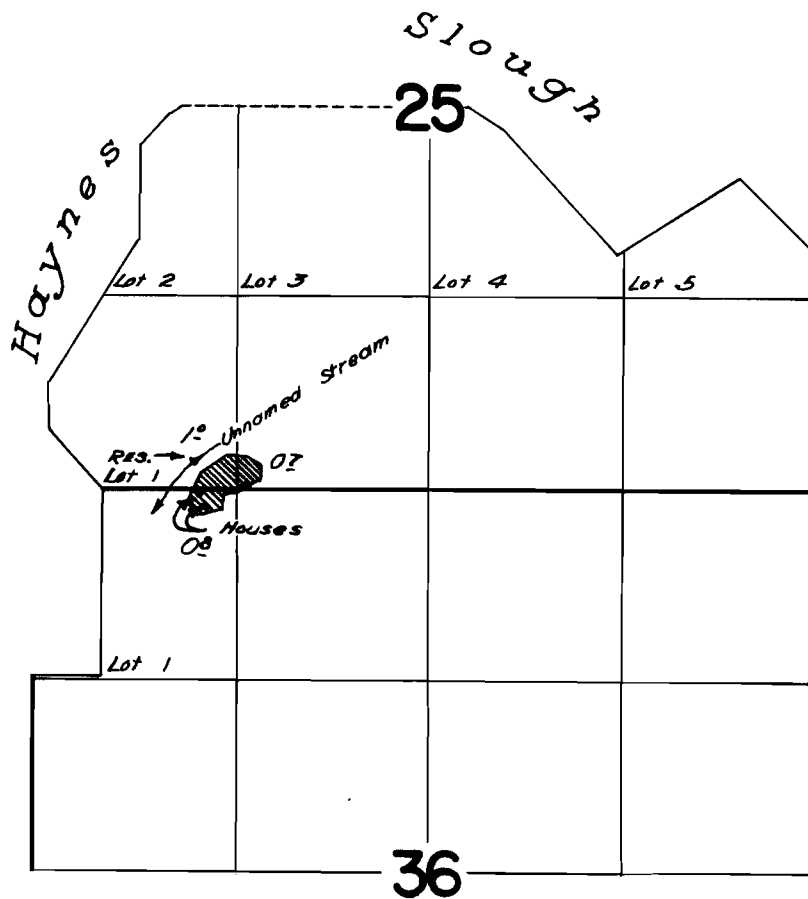 Slough
25
Haynes
Lot 2
Lot 3
Lot 4
Lot 5
Unnamed Stream
1º
Res.
Lot 1
07
Houses
08
Lot 1
36